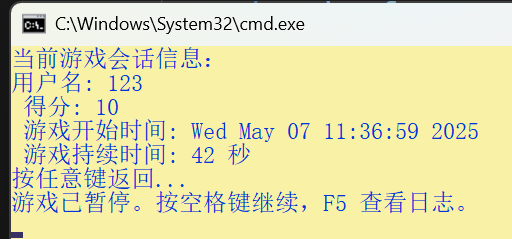 C:\Windows\System32\cmd.exe
当前游戏会话信息:
用户名: 123
得分: 10
游戏开始时间: Wed May 07 11:36:59 2025
游戏持续时间: 42 秒
按任意键返回...
游戏已暂停。按空格键继续，F5 查看日志。